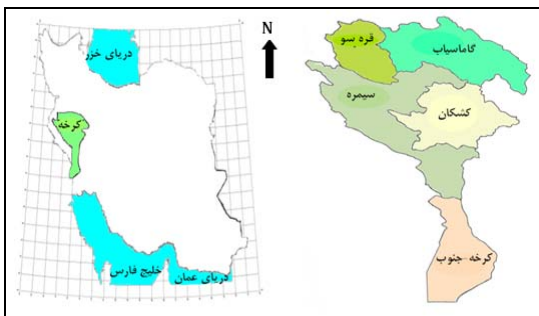 دریای خزر
N
کرخه
خلیج فارس
دریای عمان
قره سو
گاماسیاب
سیمره
کشکان
کرخه جنوب